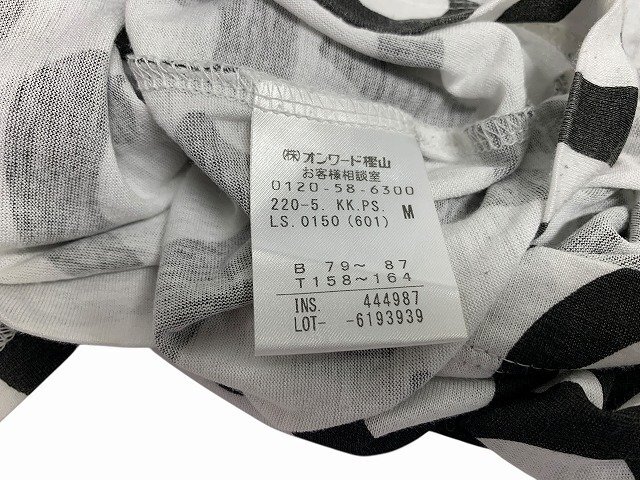 (株)オンワード樫山
お客様相談室
0120-58-6300
220-5. KK.PS. M
LS.0150 (601)
B 79～ 87
T 158～164
INS. 444987
LOT- -6193939